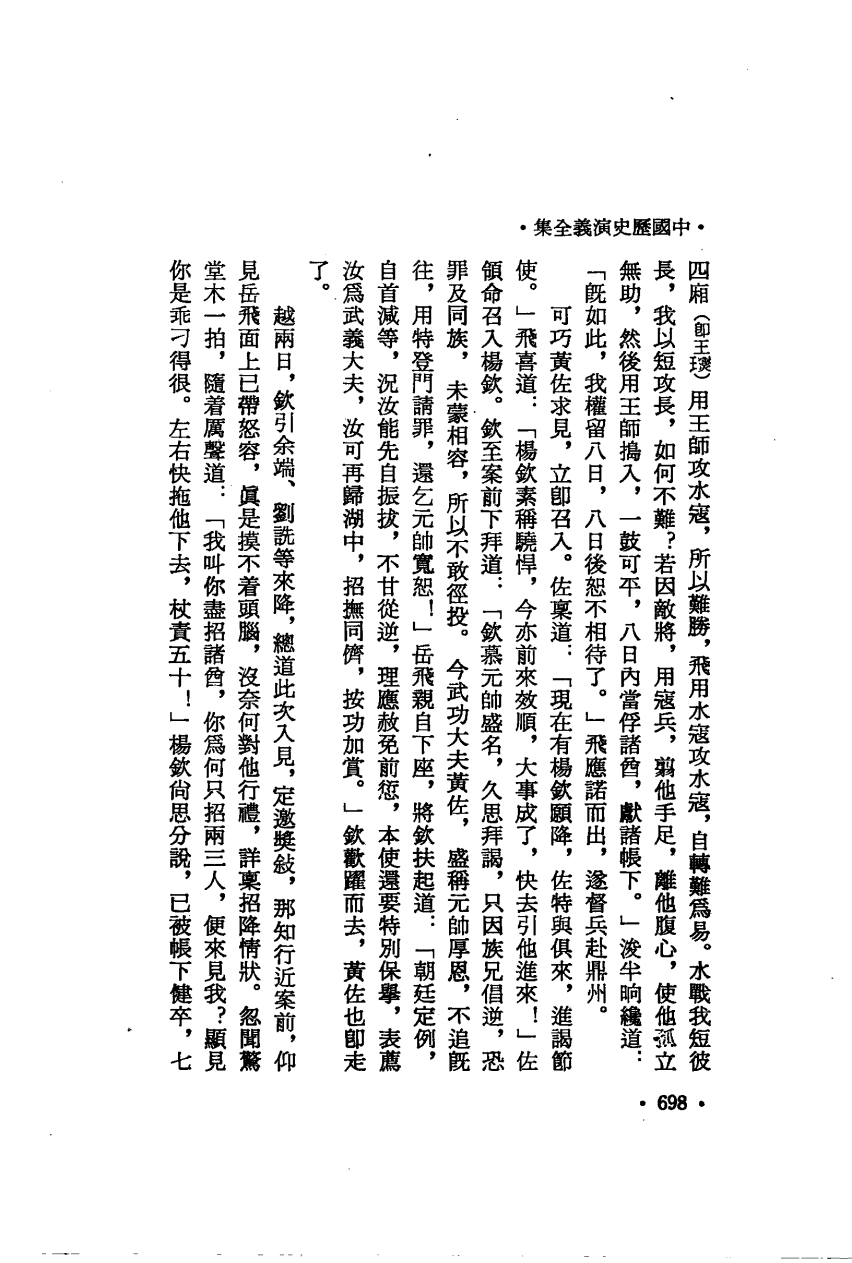 •中國歷史演義全集•
四廂（卽王𤫉）用王師攻水寇，所以難勝，飛用水寇攻水寇，自轉難爲易。水戰我短彼
長，我以短攻長，如何不難？若因敵將，用寇兵，翦他手足，離他腹心，使他孤立
無助，然後用王師搗入，一鼓可平，八日內當俘諸酋，獻諸帳下。」浚半晌纔道：
「旣如此，我權留八日，八日後恕不相待了。」飛應諾而出，遂督兵赴鼎州。
可巧黃佐求見，立卽召入。佐稟道：「現在有楊欽願降，佐特與俱來，進謁節
使。」飛喜道：「楊欽素稱驍悍，今亦前來效順，大事成了，快去引他進來！」佐
領命召入楊欽。欽至案前下拜道：「欽慕元帥盛名，久思拜謁，只因族兄倡逆，恐
罪及同族，未蒙相容，所以不敢徑投。今武功大夫黃佐，盛稱元帥厚恩，不追旣
往，用特登門請罪，還乞元帥寬恕！」岳飛親自下座，將欽扶起道：「朝廷定例，
自首減等，況汝能先自振拔，不甘從逆，理應赦免前愆，本使還要特別保擧，表薦
汝爲武義大夫，汝可再歸湖中，招撫同儕，按功加賞。」欽歡躍而去，黃佐也卽走
了。
越兩日，欽引余端、劉詵等來降，總道此次入見，定邀獎敍，那知行近案前，仰
見岳飛面上已帶怒容，眞是摸不着頭腦，沒奈何對他行禮，詳稟招降情狀。忽聞驚
堂木一拍，隨着厲聲道：「我叫你盡招諸酋，你爲何只招兩三人，便來見我？顯見
你是乖刁得很。左右快拖他下去，杖責五十！」楊欽尙思分說，已被帳下健卒，七
•698•